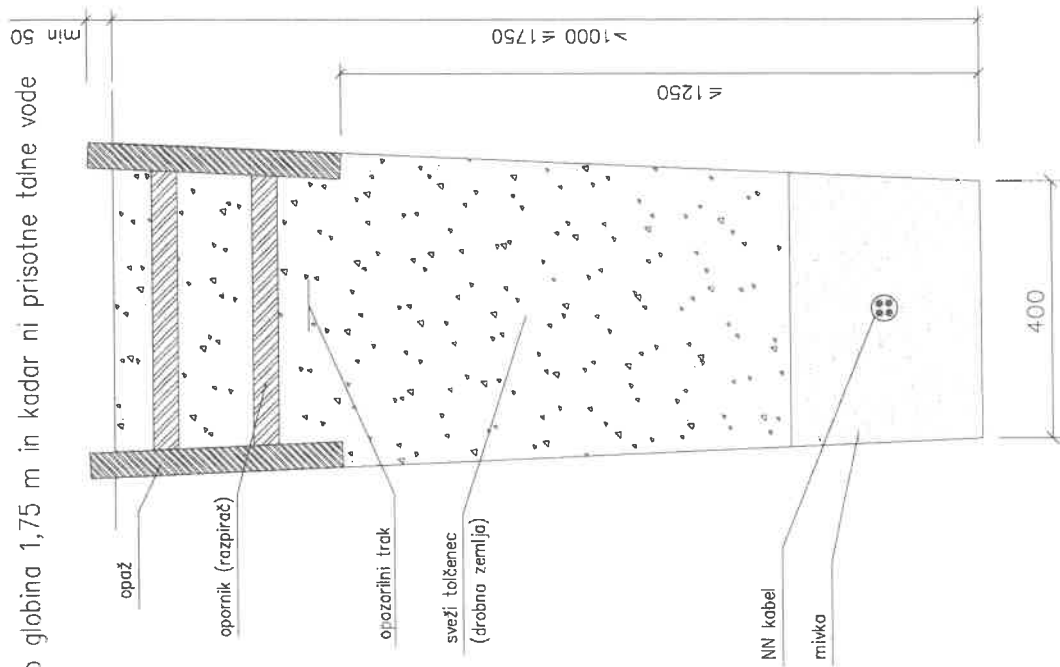 globina 1,75 m in kadar ni prisotne talne vode
min 50
>1000 ≤1750
≤1250
opaž
opornik (razpirač)
opozorilni trak
sveži tolčenec
(drobna zemlja)
NN kabel
mivka
400